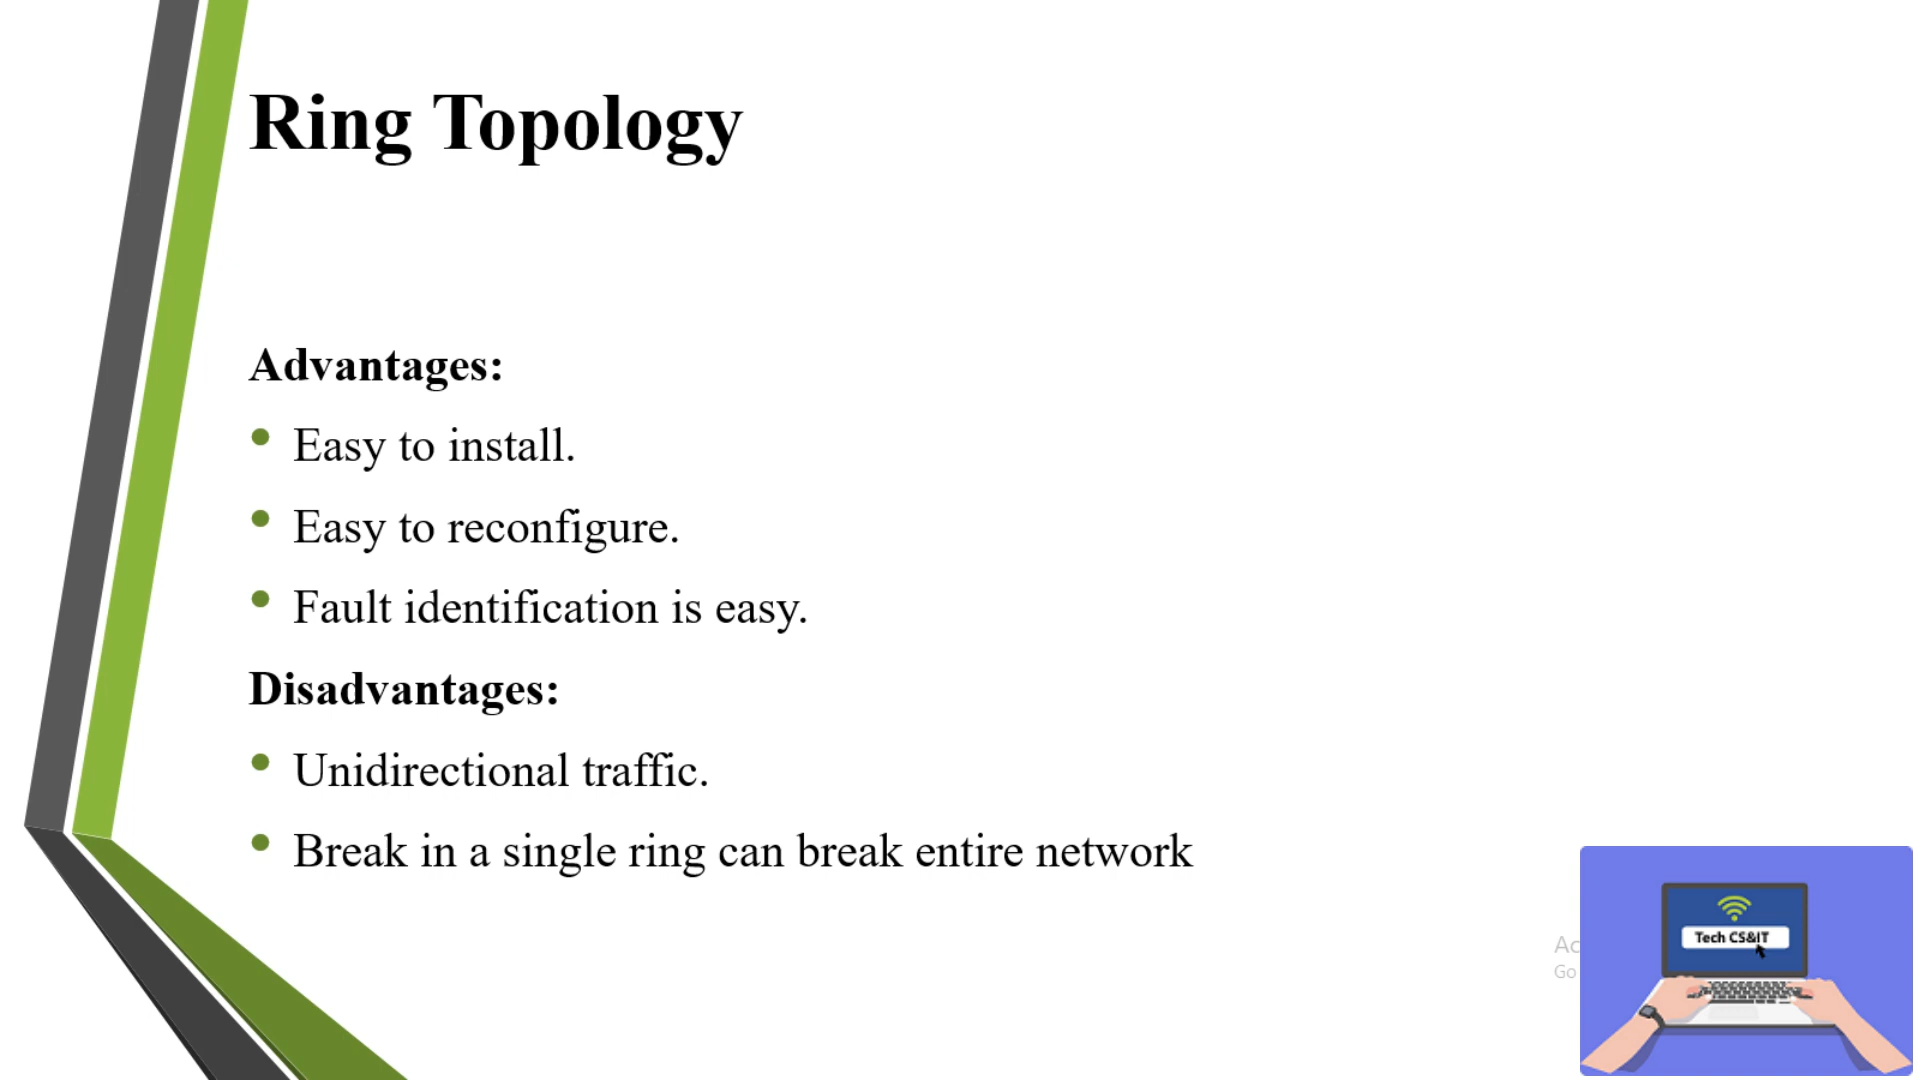 Ring Topology
Advantages:
• Easy to install.
• Easy to reconfigure.
• Fault identification is easy.
Disadvantages:
• Unidirectional traffic.
• Break in a single ring can break entire network
Tech CS&IT
Go